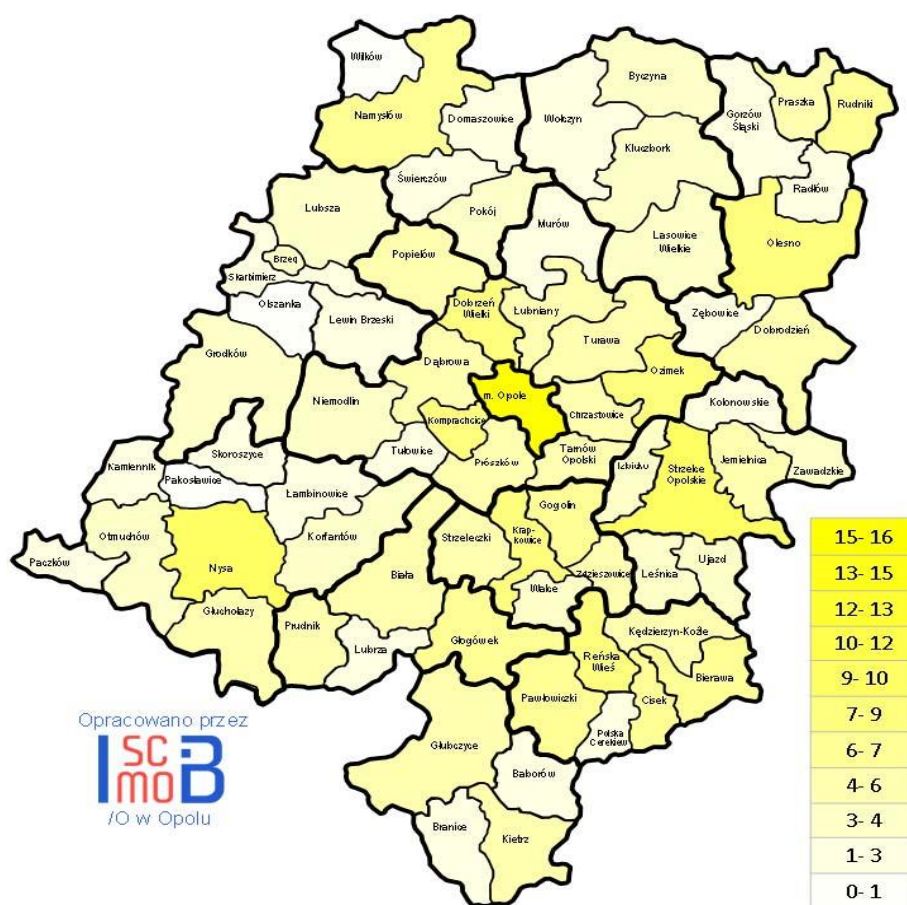 Wilków
Namysłów
Domaszowice
Świerczów
Pokój
Wołczyn
Byczyna
Kluczbork
Lasowice
Wielkie
Gorzów
Śląski
Praszka
Rudniki
Radłów
Olesno
Lubsza
Brzeg
Skarbimierz
Olszanka
Lewin Brzeski
Grodków
Popielów
Murów
Dobrzeń
Wielki
Łubniany
Turawa
Zębowice
Dobrodzień
Dąbrowa
m. Opole
Ozimek
Chrząstowice
Niemodlin
Komprachcice
Tułowice
Prószków
Tarnów
Opolski
Izbicko
Strzelce
Opolskie
Jemielnica
Kolonowskie
Zawadzkie
Kamiennik
Pakosławice
Skoroszyce
Łambinowice
Otmuchów
Paczków
Nysa
Korfantów
Głuchołazy
Biała
Prudnik
Lubrza
Strzeleczki
Krap-
kowice
Gogolin
Walce
Zdzieszowice
Leśnica
Ujazd
Głogówek
Reńska
Wieś
Kędzierzyn-Koźle
Pawłowiczki
Cisek
Bierawa
Polska
Cerekiew
Głubczyce
Baborów
Branice
Kietrz
Opracowano przez
ISCMOB
/O w Opolu
15- 16
13- 15
12- 13
10- 12
9- 10
7- 9
6- 7
4- 6
3- 4
1- 3
0- 1